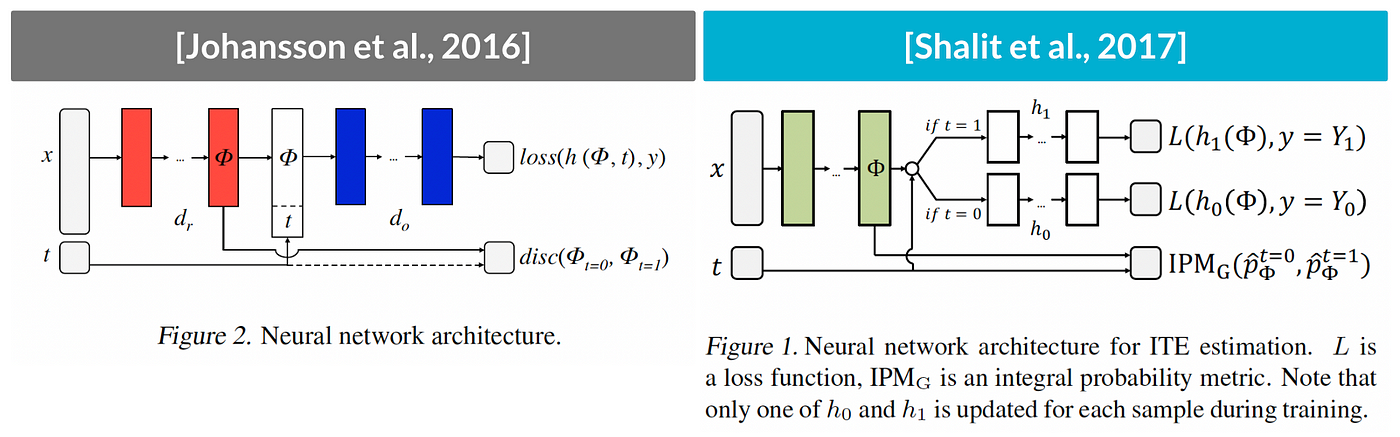 [Johansson et al., 2016]
x
...
Φ
Φ
...
loss(h (Φ, t), y)
d_r
t
d_o
t
disc(Φ_{t=0}, Φ_{t=1})
Figure 2. Neural network architecture.
[Shalit et al., 2017]
h_1
if t = 1
...
L(h_1(Φ), y = Y_1)
x
...
Φ
if t = 0
...
L(h_0(Φ), y = Y_0)
h_0
t
IPM_G(p̂_Φ^{t=0}, p̂_Φ^{t=1})
Figure 1. Neural network architecture for ITE estimation. L is
a loss function, IPM_G is an integral probability metric. Note that
only one of h_0 and h_1 is updated for each sample during training.